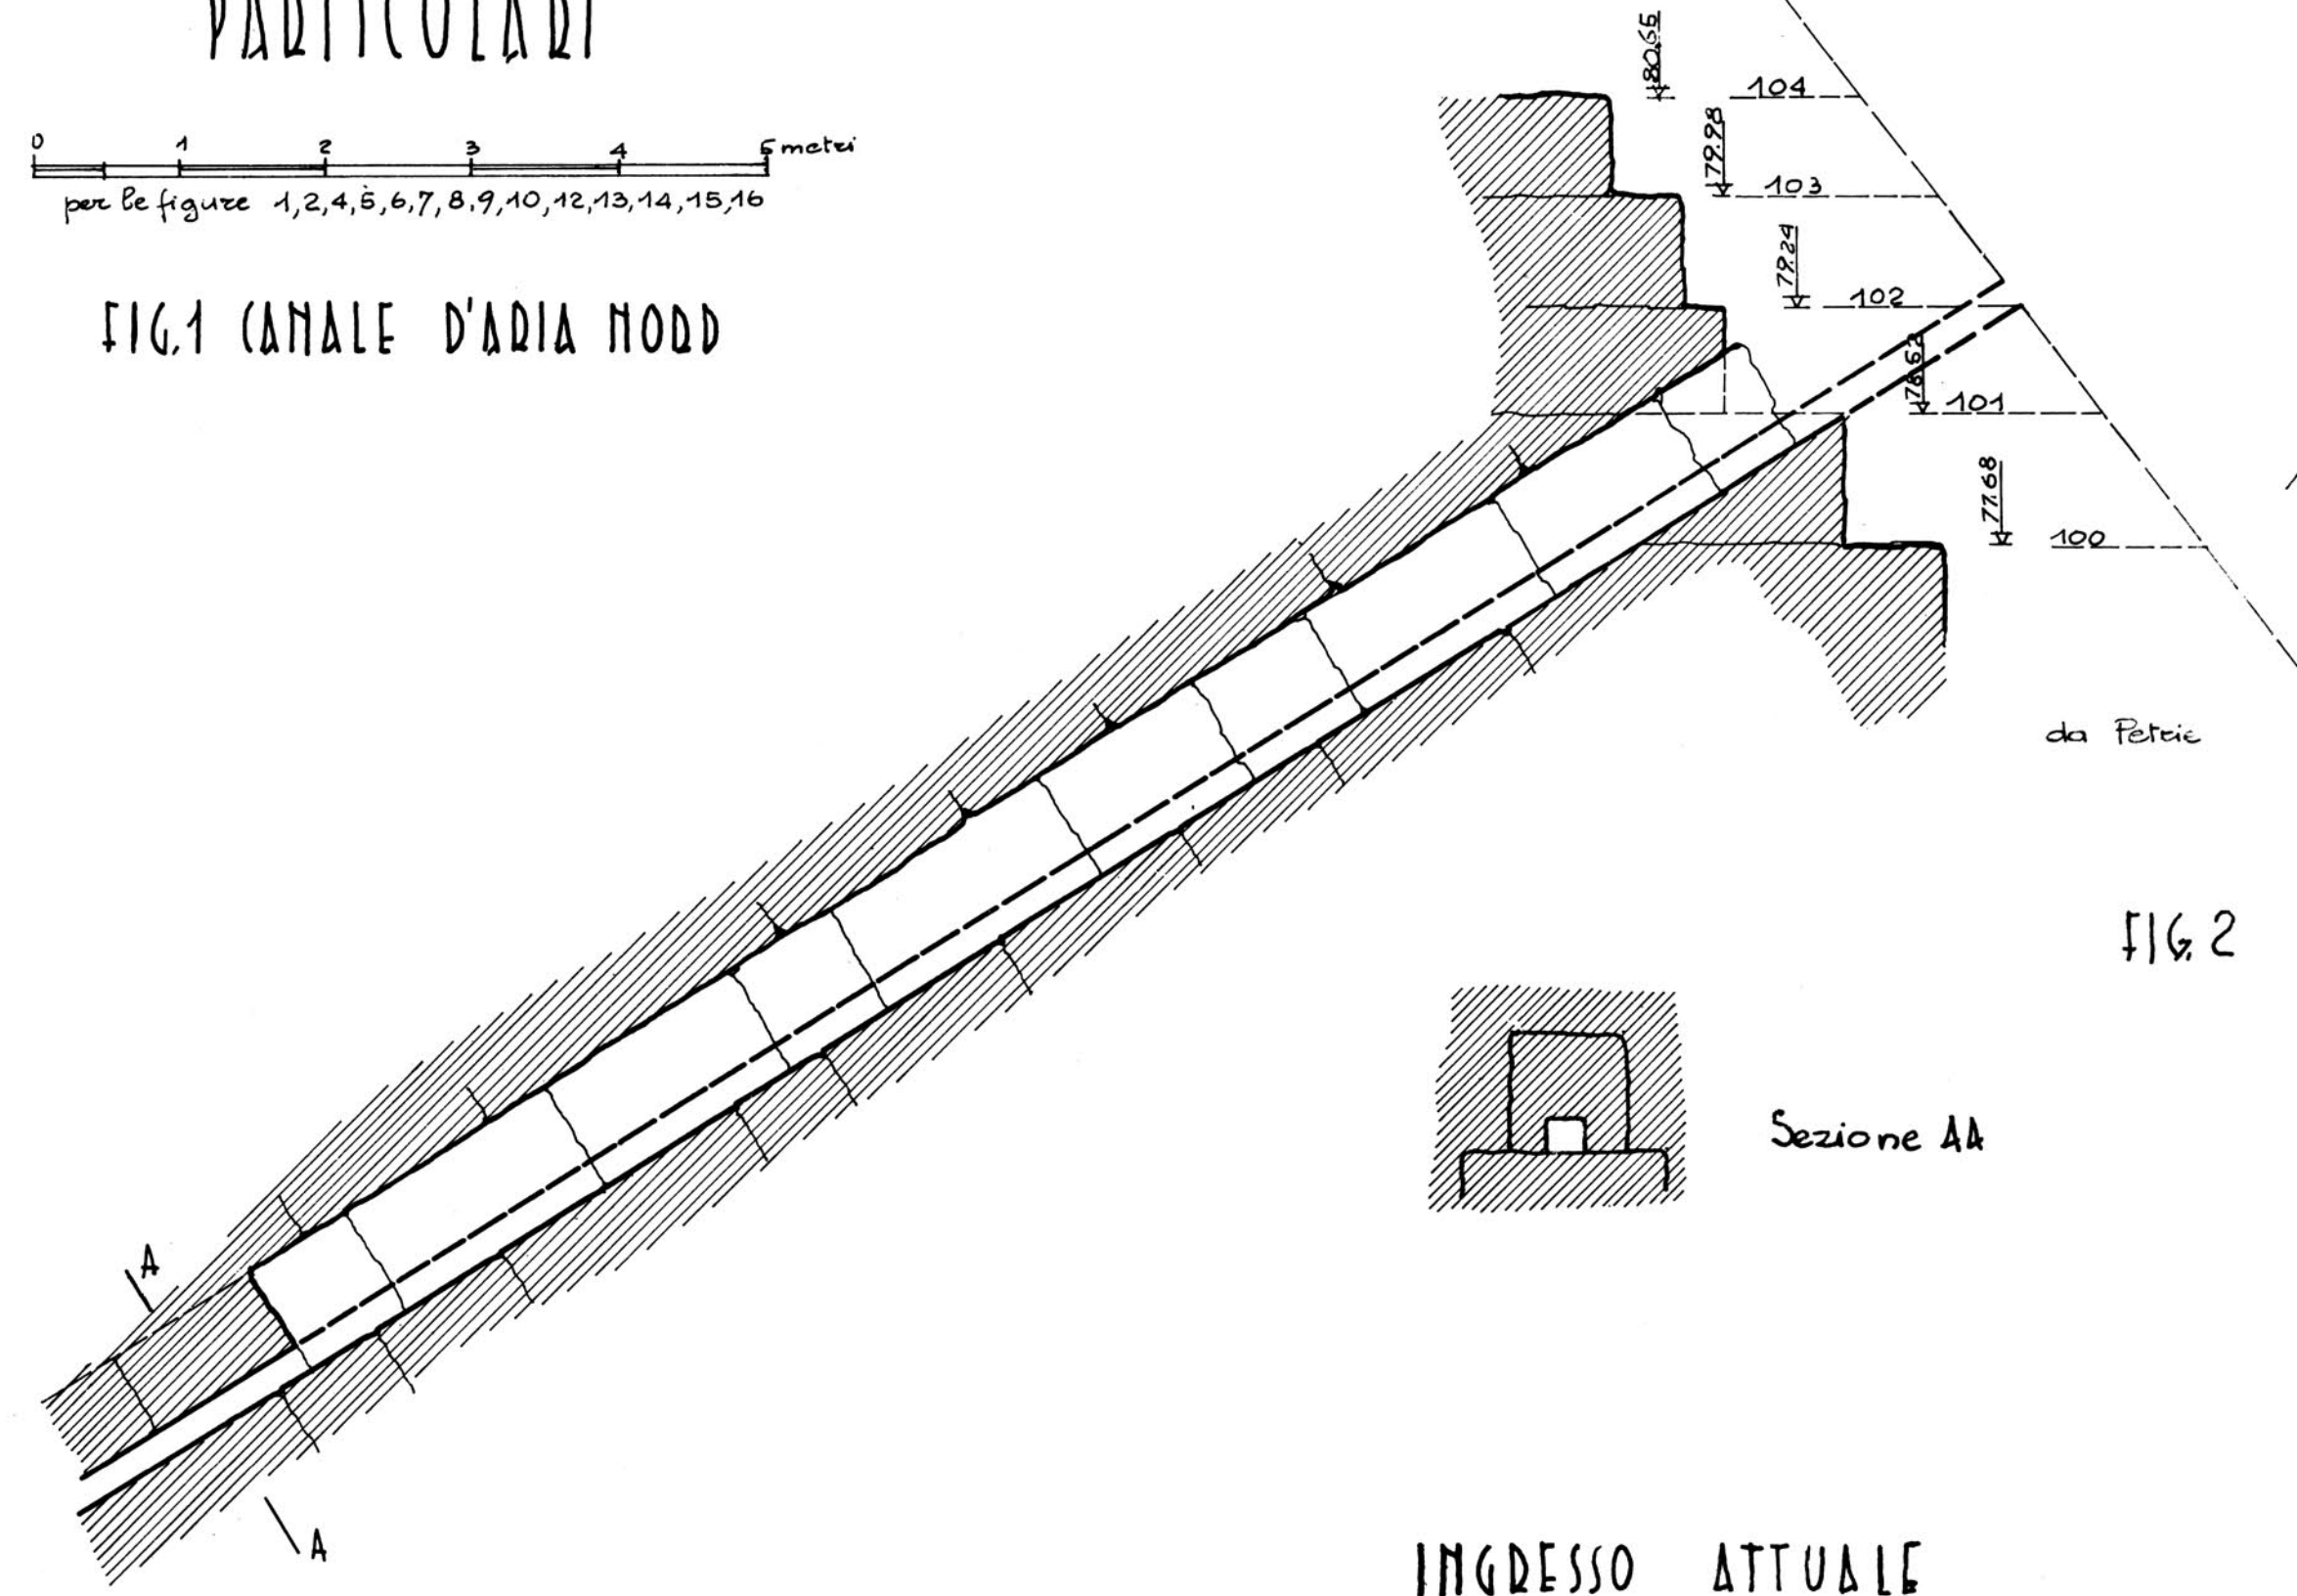 PARTICOLARI
0 1 2 3 4 5 metri
per le figure 1,2,4,5,6,7,8,9,10,12,13,14,15,16
FIG.1 CANALE D'ARIA NORD
80.65
104
79.98
103
79.24
102
78.52
101
77.68
100
da Petrie
FIG. 2
Sezione AA
A
A
INGRESSO ATTUALE